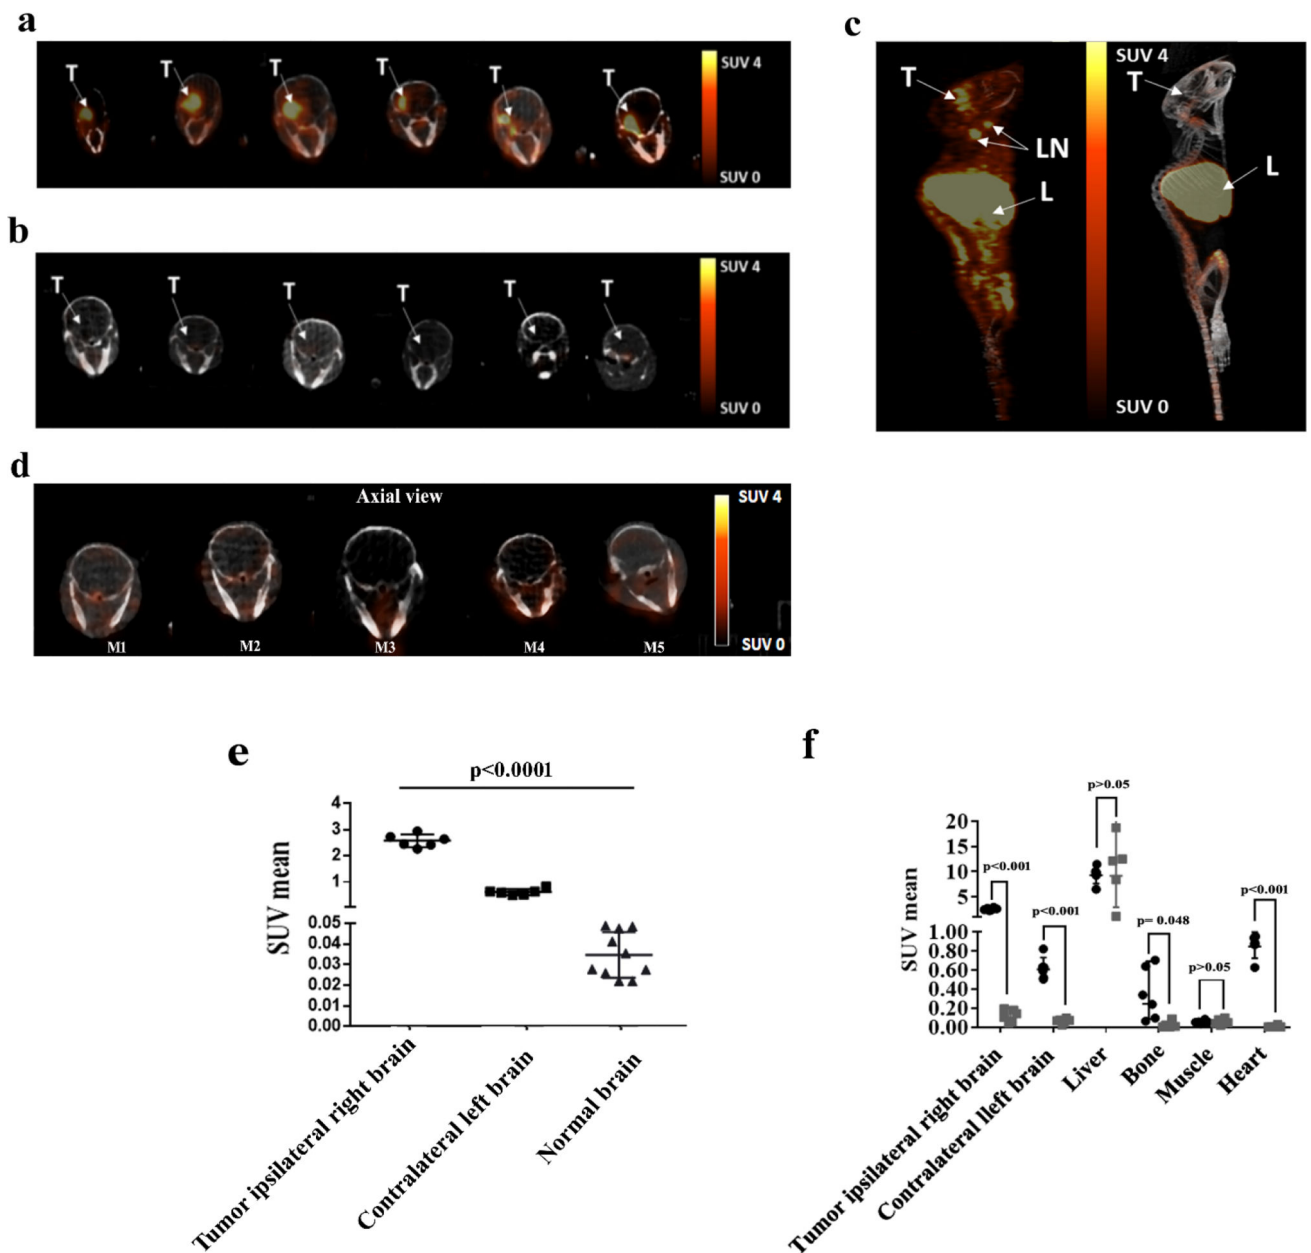 a
T T T T T T
SUV 4
SUV 0
b
T T T T T T
SUV 4
SUV 0
c
T
LN
L
SUV 4
SUV 0
T
L
d
Axial view
SUV 4
SUV 0
M1 M2 M3 M4 M5
e
p<0.0001
SUV mean
4
3
2
1
0.05
0.04
0.03
0.02
0.01
0.00
Tumor ipsilateral right brain
Contralateral left brain
Normal brain
f
p>0.05
p<0.001
p<0.001
p= 0.048
p>0.05
p<0.001
SUV mean
20
15
10
5
1.00
0.80
0.60
0.40
0.20
0.00
Tumor ipsilateral right brain
Contralateral lleft brain
Liver
Bone
Muscle
Heart